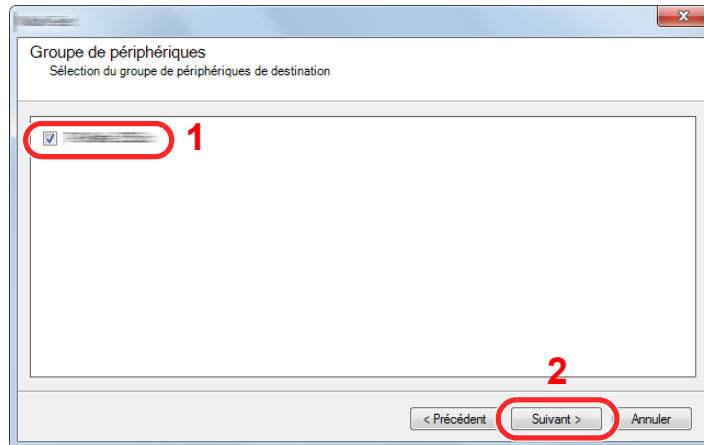 Groupe de périphériques
Sélection du groupe de périphériques de destination
1
2
< Précédent Suivant > Annuler